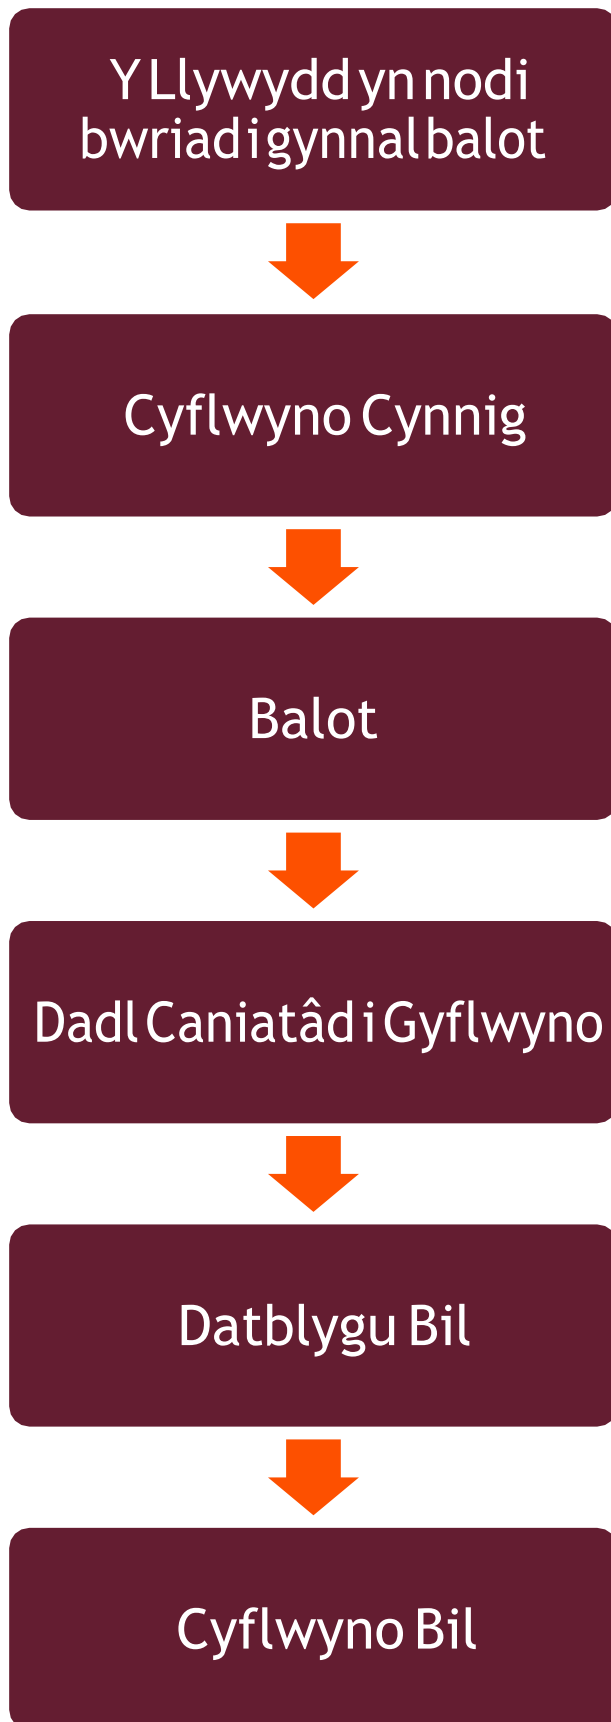 Y Llywydd yn nodi
bwriad i gynnal balot
Cyflwyno Cynnig
Balot
Dadl Caniatâd i Gyflwyno
Datblygu Bil
Cyflwyno Bil